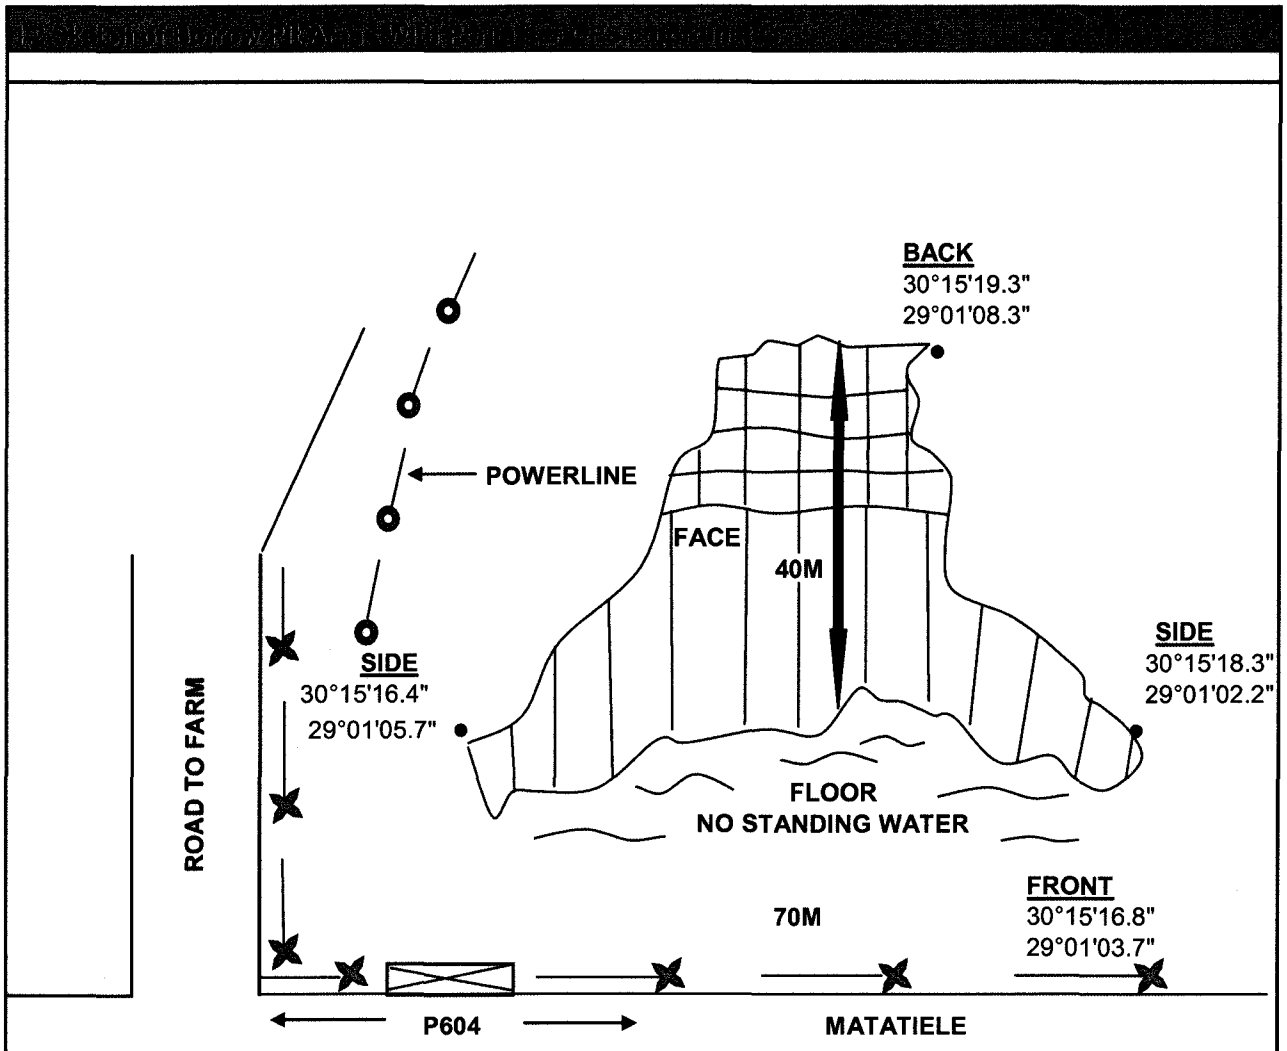 BACK
30°15'19.3"
29°01'08.3"
POWERLINE
FACE
40M
SIDE
30°15'16.4"
29°01'05.7"
SIDE
30°15'18.3"
29°01'02.2"
ROAD TO FARM
FLOOR
NO STANDING WATER
70M
FRONT
30°15'16.8"
29°01'03.7"
P604
MATATIELE